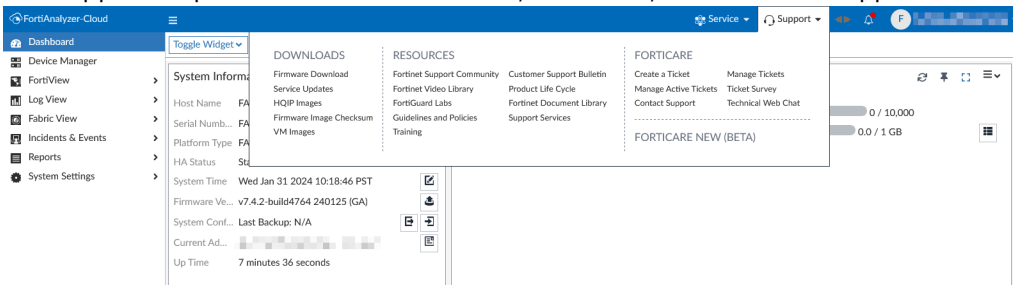 FortiAnalyzer-Cloud
Service
Support
F
Dashboard
Device Manager
FortiView
Log View
Fabric View
Incidents & Events
Reports
System Settings
Toggle Widget
DOWNLOADS
Firmware Download
Service Updates
HQIP Images
Firmware Image Checksum
VM Images
RESOURCES
Fortinet Support Community Customer Support Bulletin
Fortinet Video Library Product Life Cycle
FortiGuard Labs Fortinet Document Library
Guidelines and Policies Support Services
Training
FORTICARE
Create a Ticket Manage Tickets
Manage Active Tickets Ticket Survey
Contact Support Technical Web Chat
FORTICARE NEW (BETA)
System Informa
Host Name FA
Serial Numb... FA
Platform Type FA
HA Status Sta
System Time Wed Jan 31 2024 10:18:46 PST
Firmware Ve... v7.4.2-build4764 240125 (GA)
System Conf... Last Backup: N/A
Current Ad...
Up Time 7 minutes 36 seconds
0 / 10,000
0.0 / 1 GB